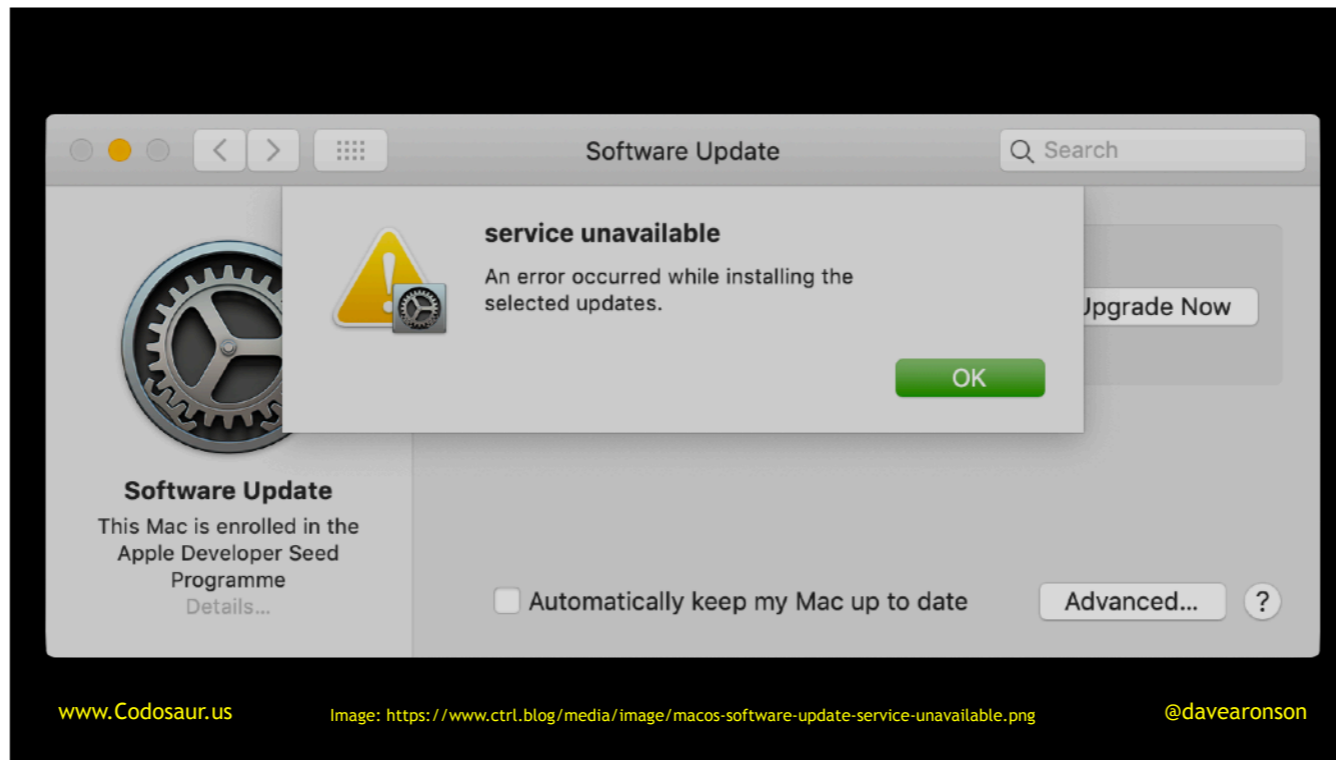 Software Update
Search
service unavailable
An error occurred while installing the
selected updates.
Upgrade Now
OK
Software Update
This Mac is enrolled in the
Apple Developer Seed
Programme
Details...
Automatically keep my Mac up to date
Advanced...
?
www.Codosaur.us
Image: https://www.ctrl.blog/media/image/macos-software-update-service-unavailable.png
@davearonson